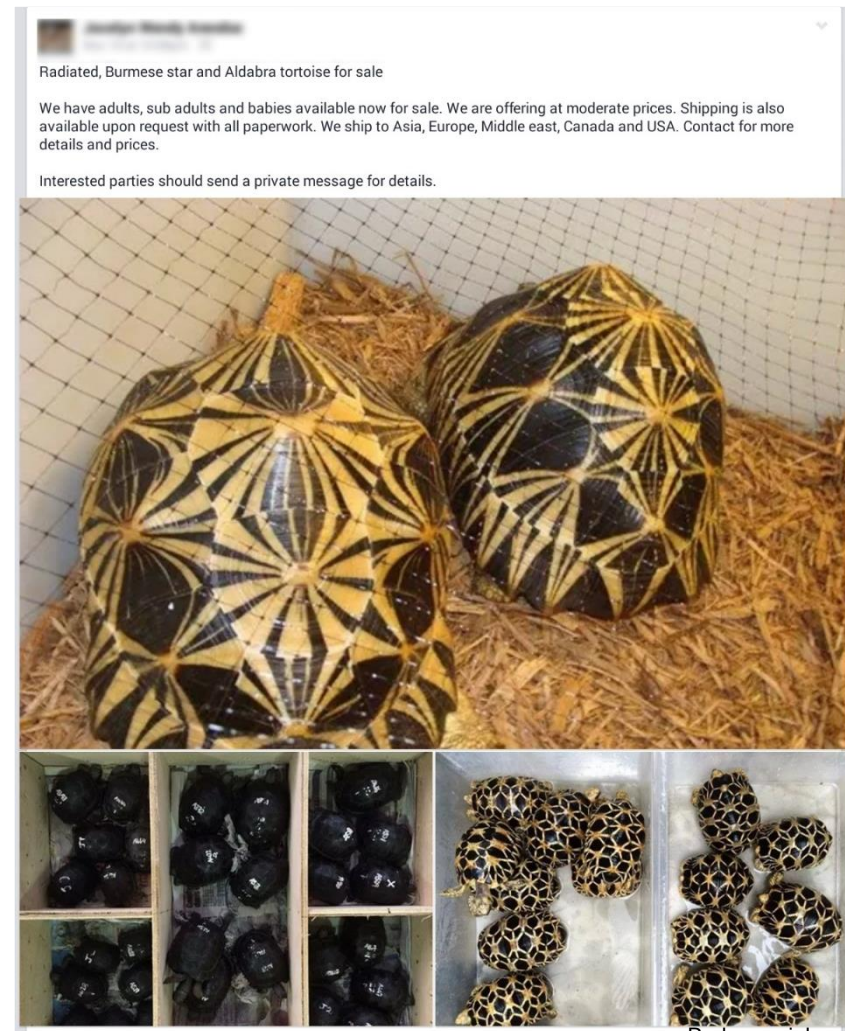 Radiated, Burmese star and Aldabra tortoise for sale
We have adults, sub adults and babies available now for sale. We are offering at moderate prices. Shipping is also
available upon request with all paperwork. We ship to Asia, Europe, Middle east, Canada and USA. Contact for more
details and prices.
Interested parties should send a private message for details.